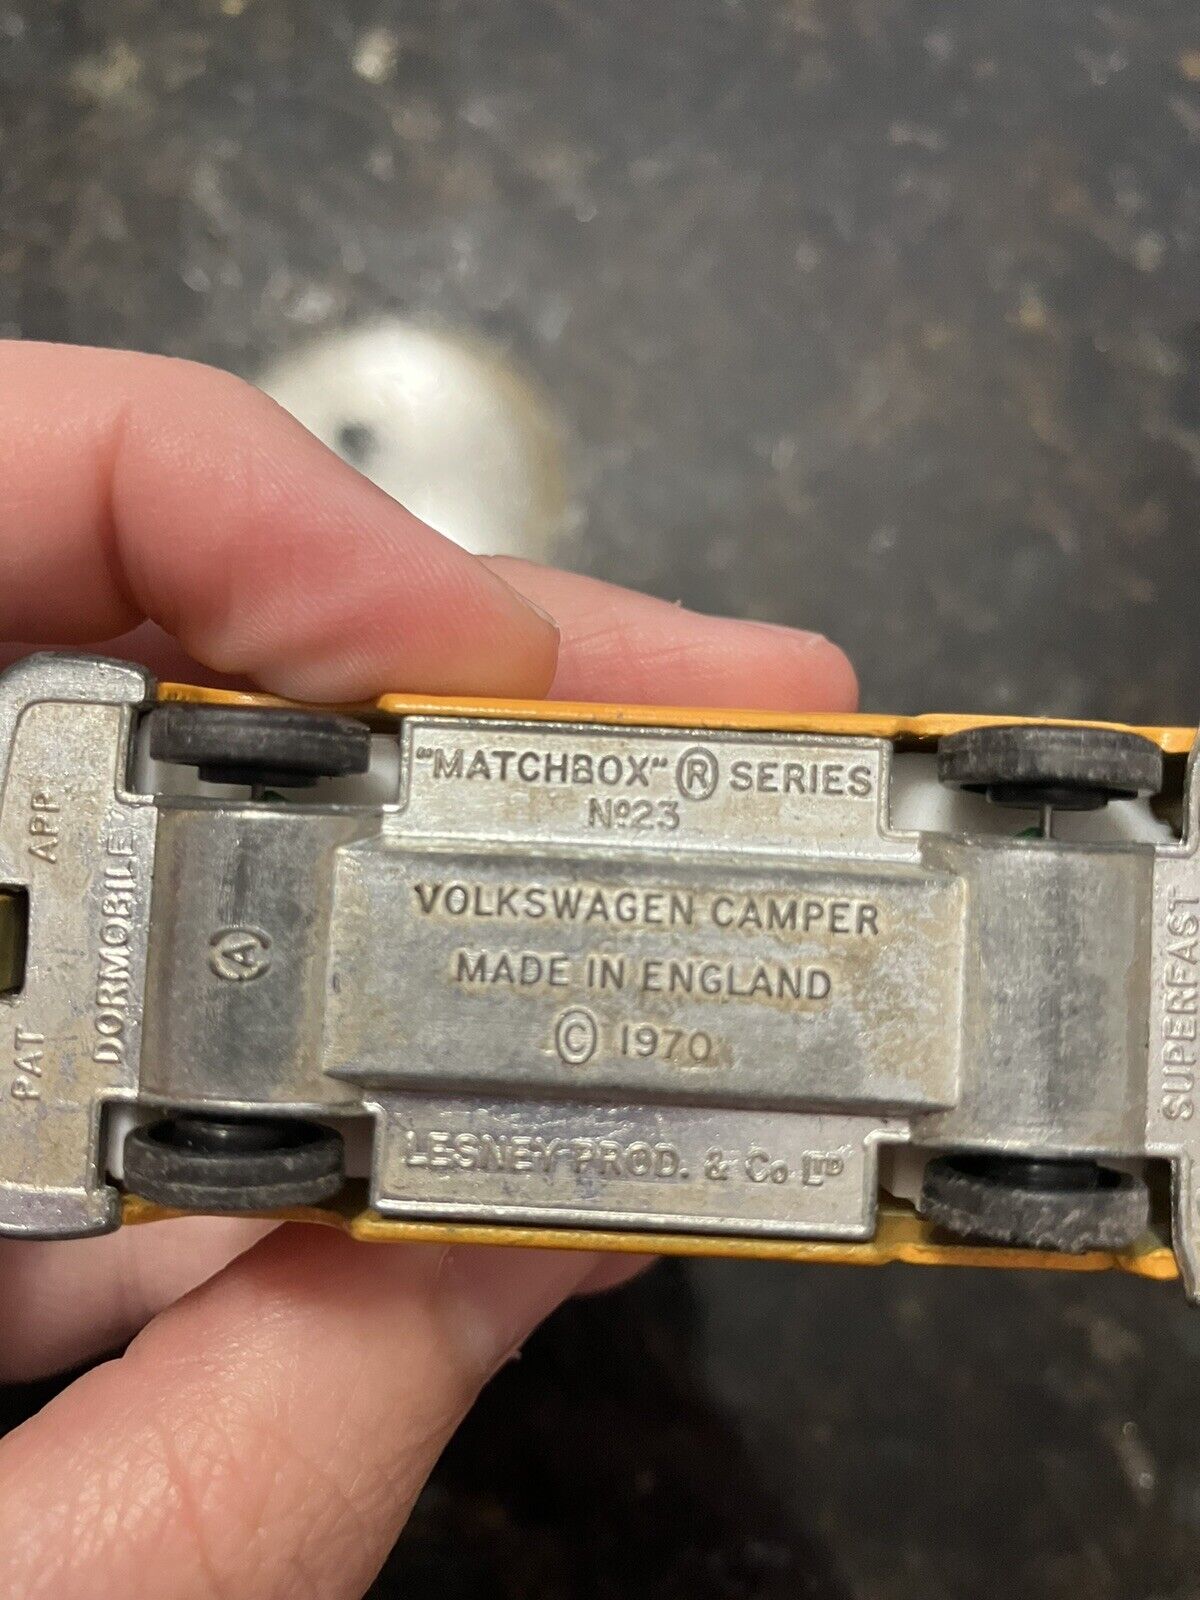 "MATCHBOX" ® SERIES
Nº23
VOLKSWAGEN CAMPER
MADE IN ENGLAND
© 1970
LESNEY PROD. & Co LTD
PAT APP
DORMOBILE
(A)
SUPERFAST